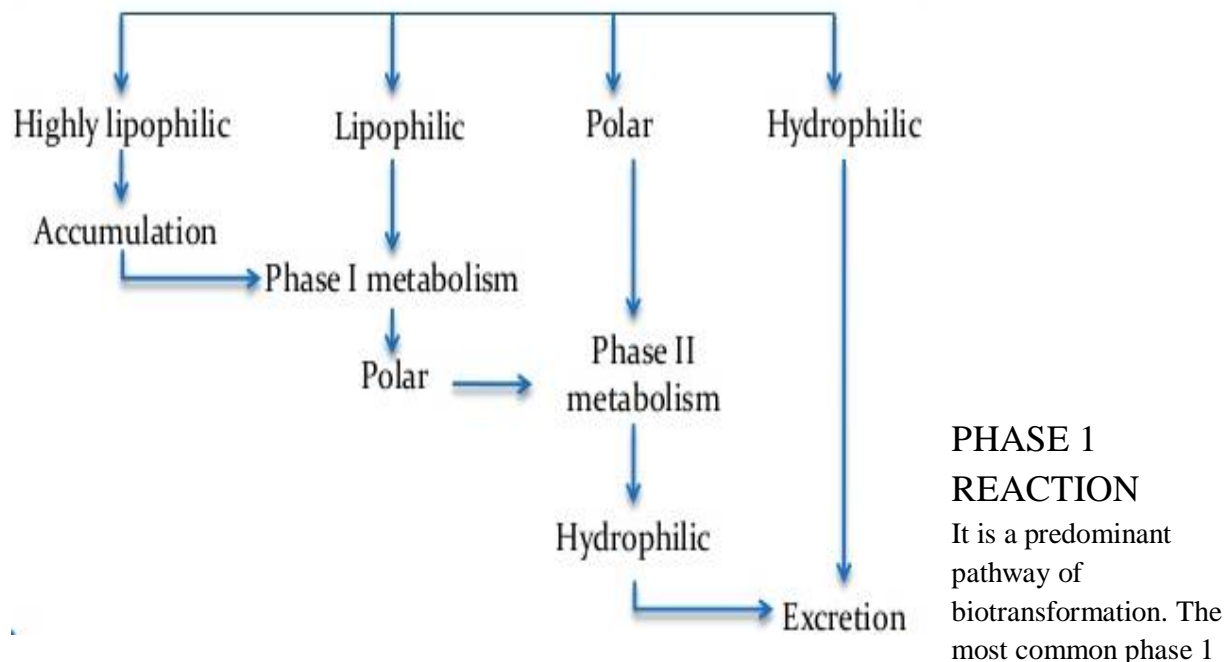 Highly lipophilic
Lipophilic
Polar
Hydrophilic
Accumulation
Phase I metabolism
Polar
Phase II
metabolism
Hydrophilic
Excretion
PHASE 1
REACTION
It is a predominant
pathway of
biotransformation. The
most common phase 1